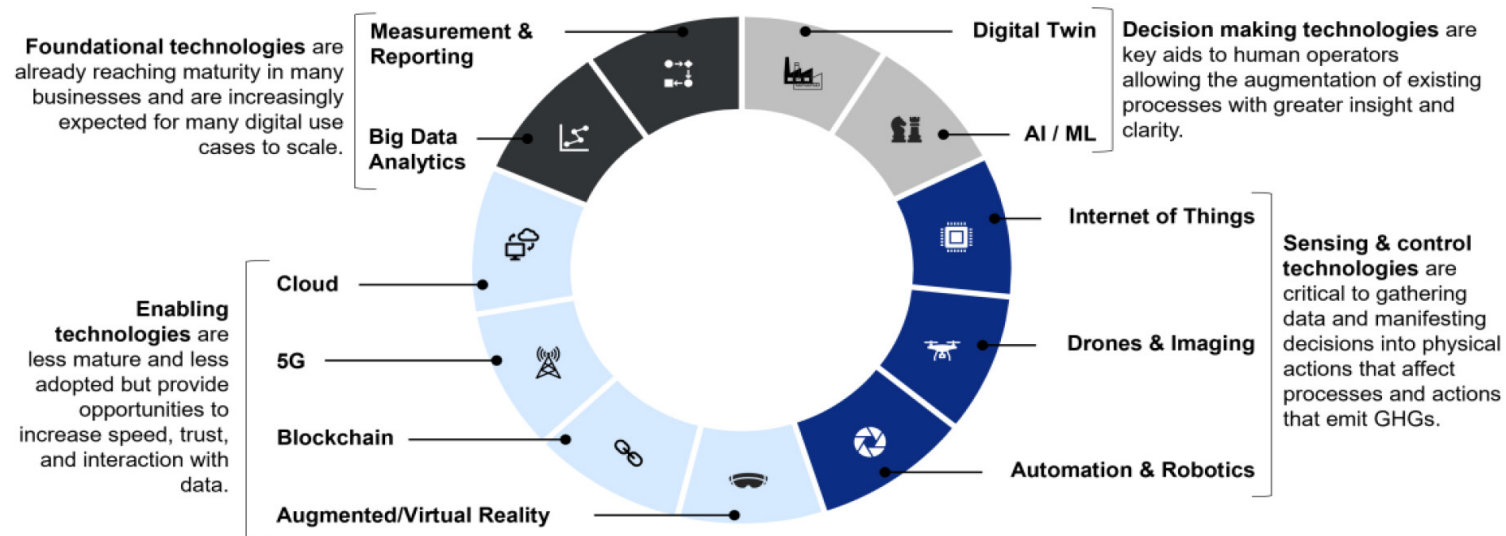 Foundational technologies are
already reaching maturity in many
businesses and are increasingly
expected for many digital use
cases to scale.
Measurement &
Reporting
Big Data
Analytics
Digital Twin
AI / ML
Decision making technologies are
key aids to human operators
allowing the augmentation of existing
processes with greater insight and
clarity.
Enabling
technologies are
less mature and less
adopted but provide
opportunities to
increase speed, trust,
and interaction with
data.
Cloud
5G
Blockchain
Augmented/Virtual Reality
Internet of Things
Drones & Imaging
Automation & Robotics
Sensing & control
technologies are
critical to gathering
data and manifesting
decisions into physical
actions that affect
processes and actions
that emit GHGs.